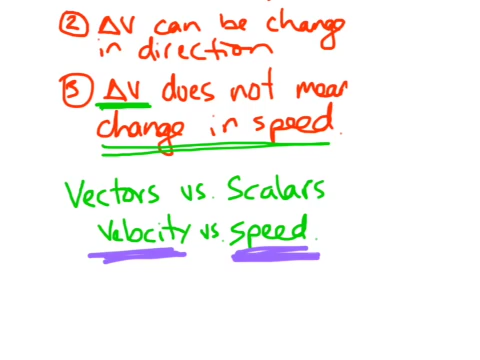 ② ΔV can be change
in direction
③ ΔV does not mean
change in speed.
Vectors vs. Scalars
Velocity vs. speed.